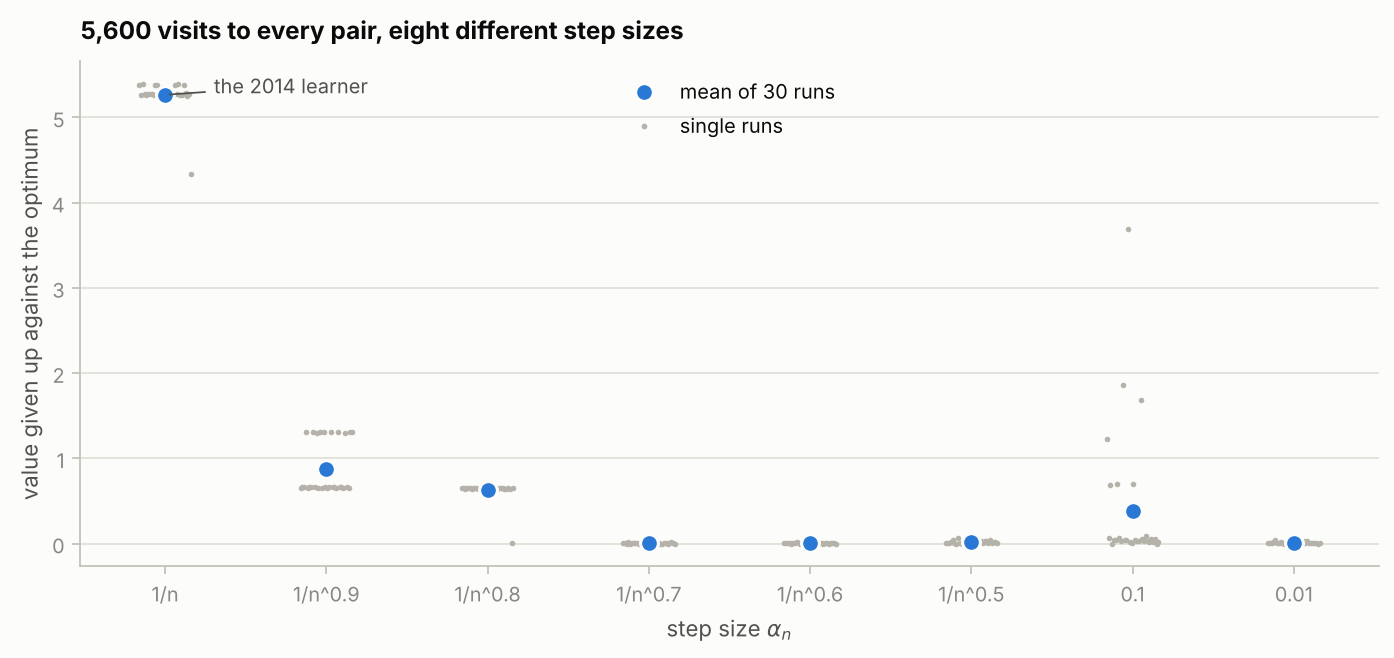 5,600 visits to every pair, eight different step sizes
the 2014 learner
mean of 30 runs
single runs
value given up against the optimum
5
4
3
2
1
0
1/n
1/n^0.9
1/n^0.8
1/n^0.7
1/n^0.6
1/n^0.5
0.1
0.01
step size αₙ